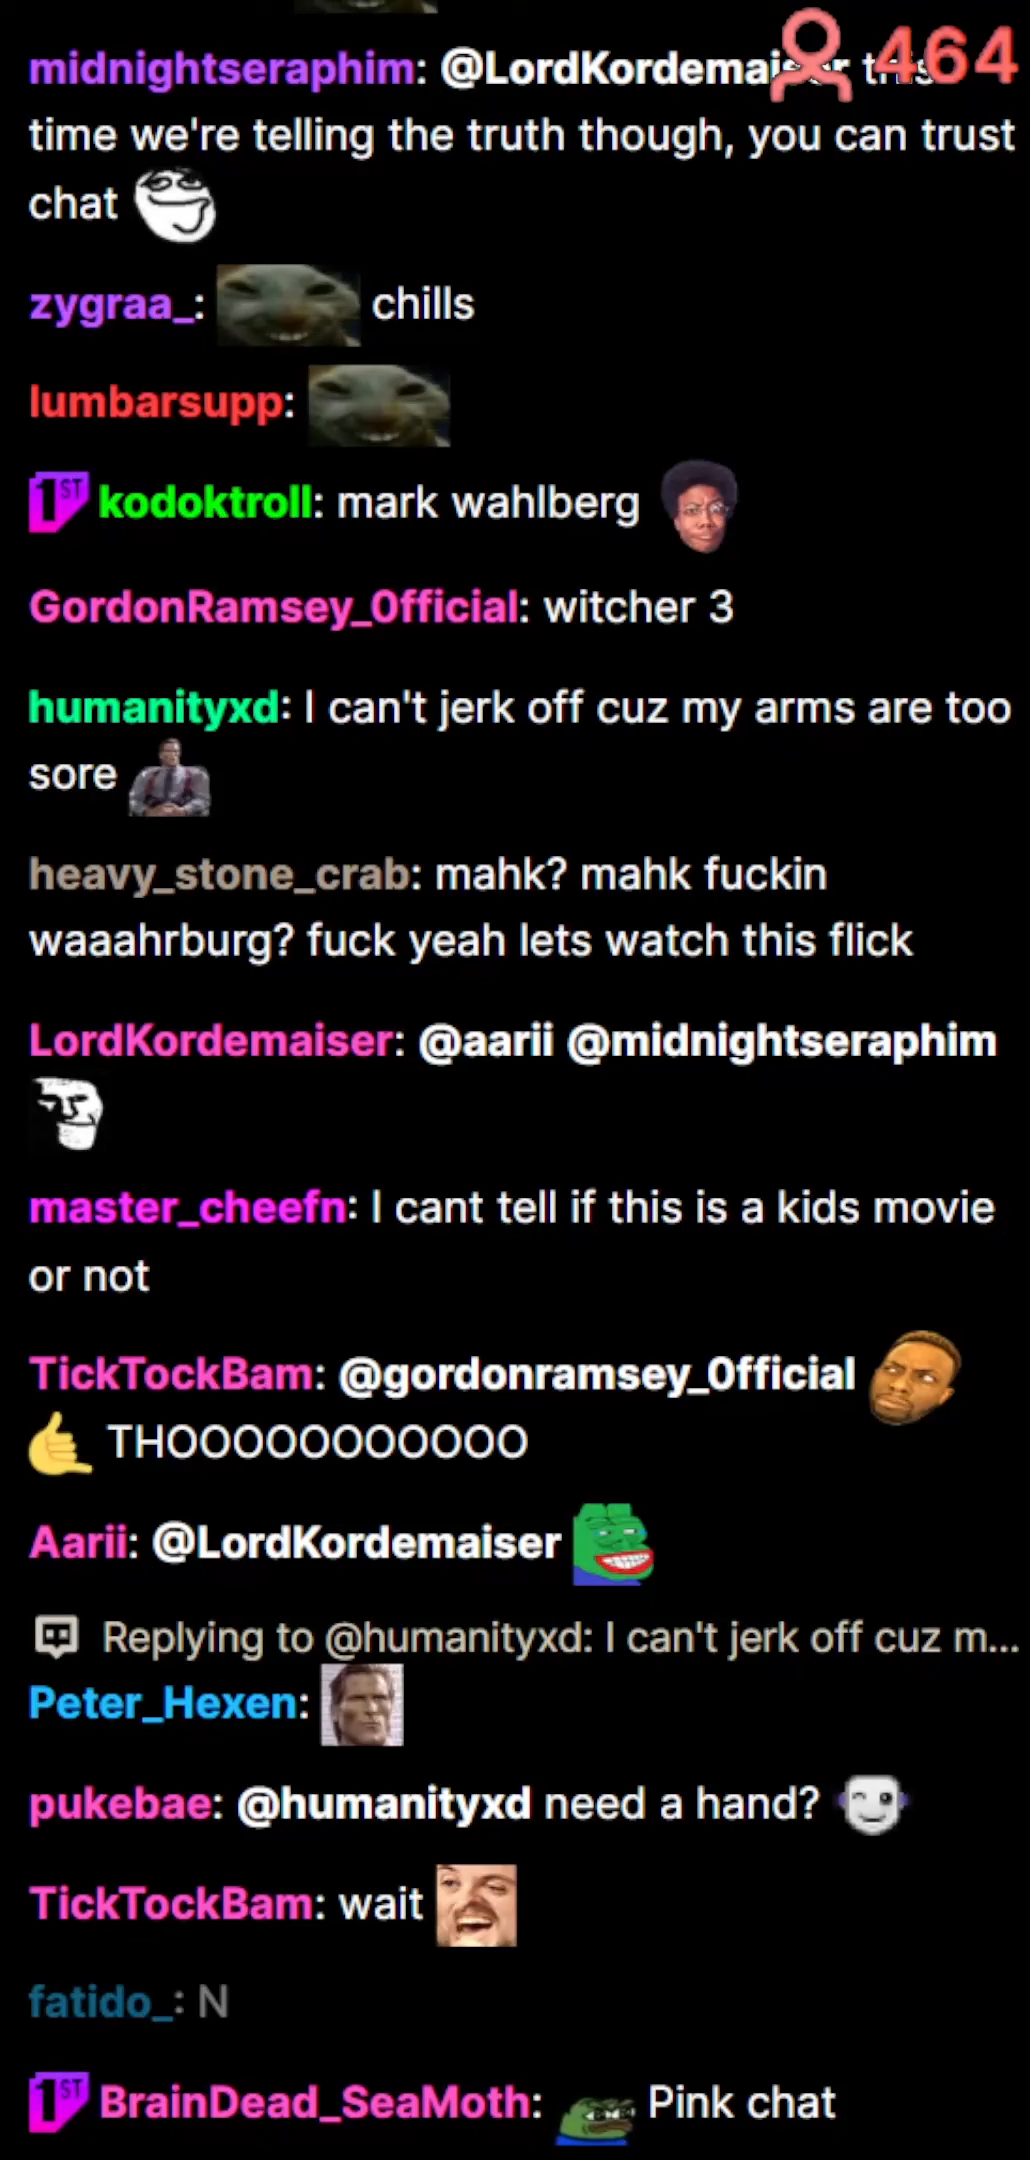 464
midnightseraphim: @LordKordemaiser this
time we're telling the truth though, you can trust
chat
zygraa_: chills
lumbarsupp:
1ST kodoktroll: mark wahlberg
GordonRamsey_0fficial: witcher 3
humanityxd: I can't jerk off cuz my arms are too
sore
heavy_stone_crab: mahk? mahk fuckin
waaahrburg? fuck yeah lets watch this flick
LordKordemaiser: @aarii @midnightseraphim
master_cheefn: I cant tell if this is a kids movie
or not
TickTockBam: @gordonramsey_0fficial
THOOOOOOOOOOO
Aarii: @LordKordemaiser
Replying to @humanityxd: I can't jerk off cuz m...
Peter_Hexen:
pukebae: @humanityxd need a hand?
TickTockBam: wait
fatido_: N
1ST BrainDead_SeaMoth: Pink chat